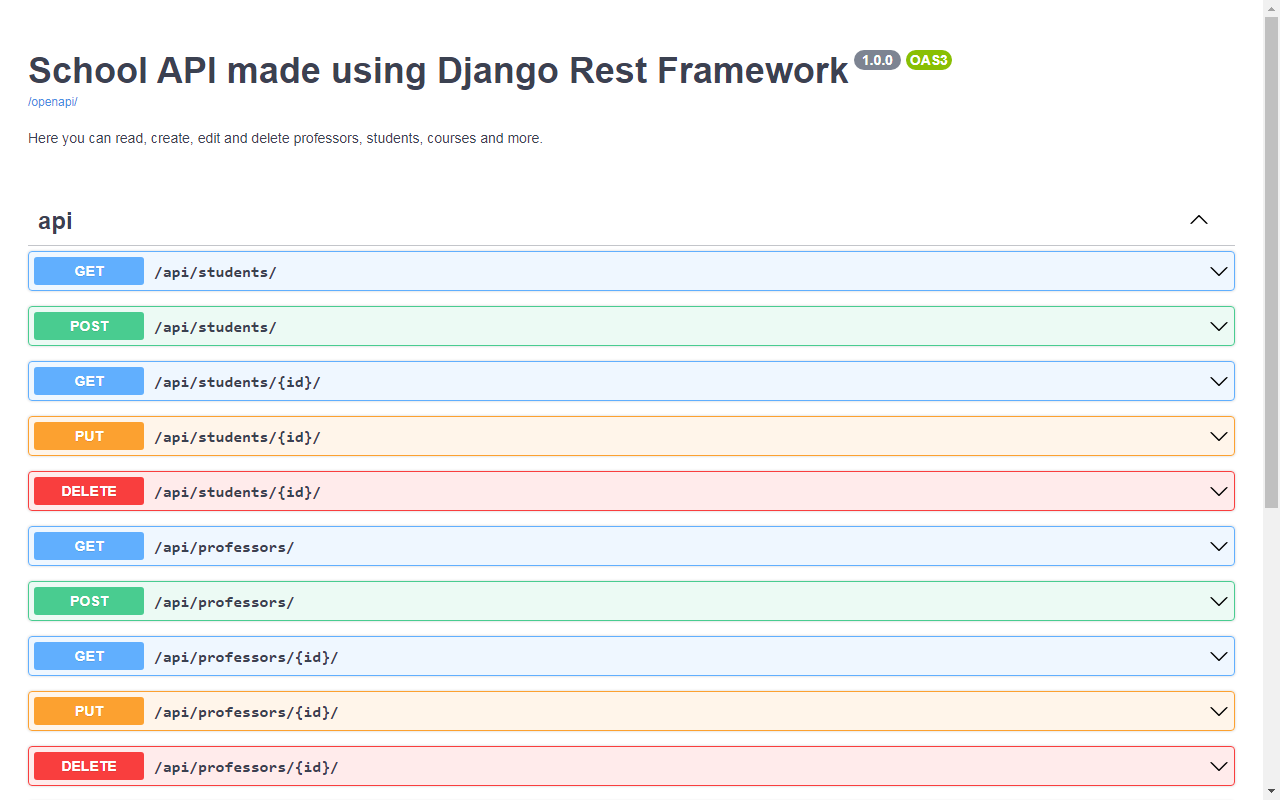 School API made using Django Rest Framework 1.0.0 OAS3
/openapi/
Here you can read, create, edit and delete professors, students, courses and more.
api
GET /api/students/
POST /api/students/
GET /api/students/{id}/
PUT /api/students/{id}/
DELETE /api/students/{id}/
GET /api/professors/
POST /api/professors/
GET /api/professors/{id}/
PUT /api/professors/{id}/
DELETE /api/professors/{id}/